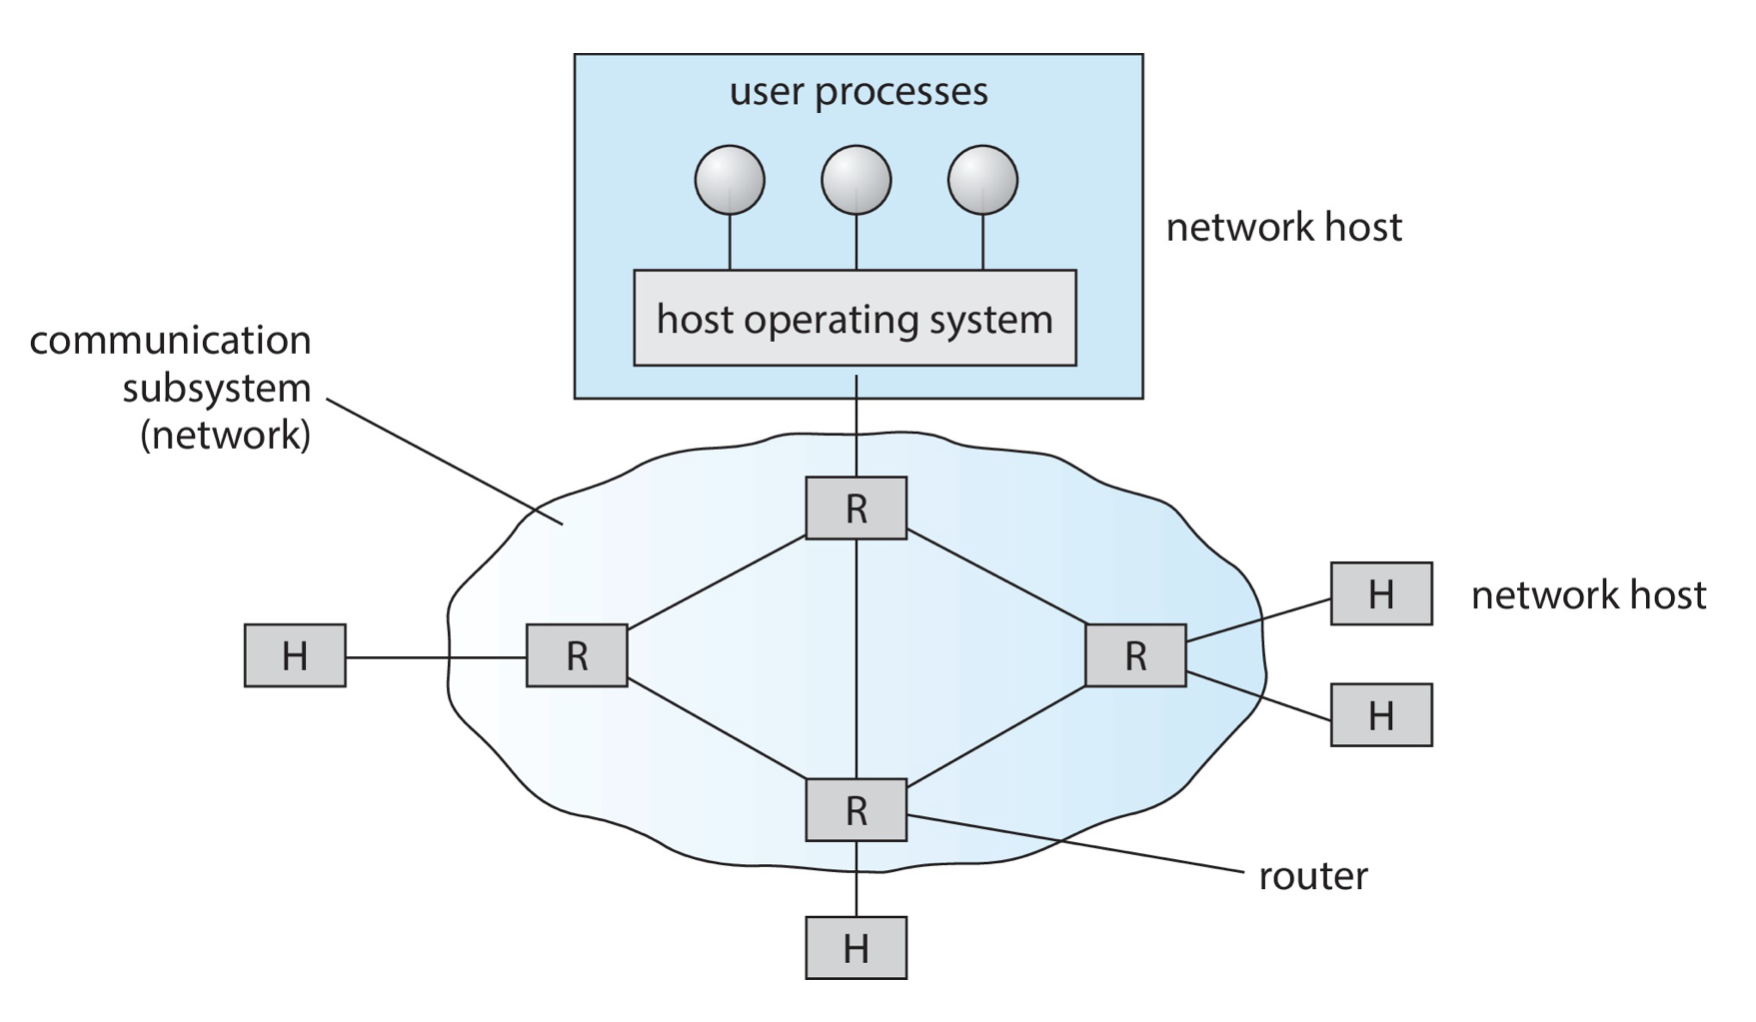 user processes
network host
host operating system
communication
subsystem
(network)
R
H
network host
H
R
R
H
R
router
H